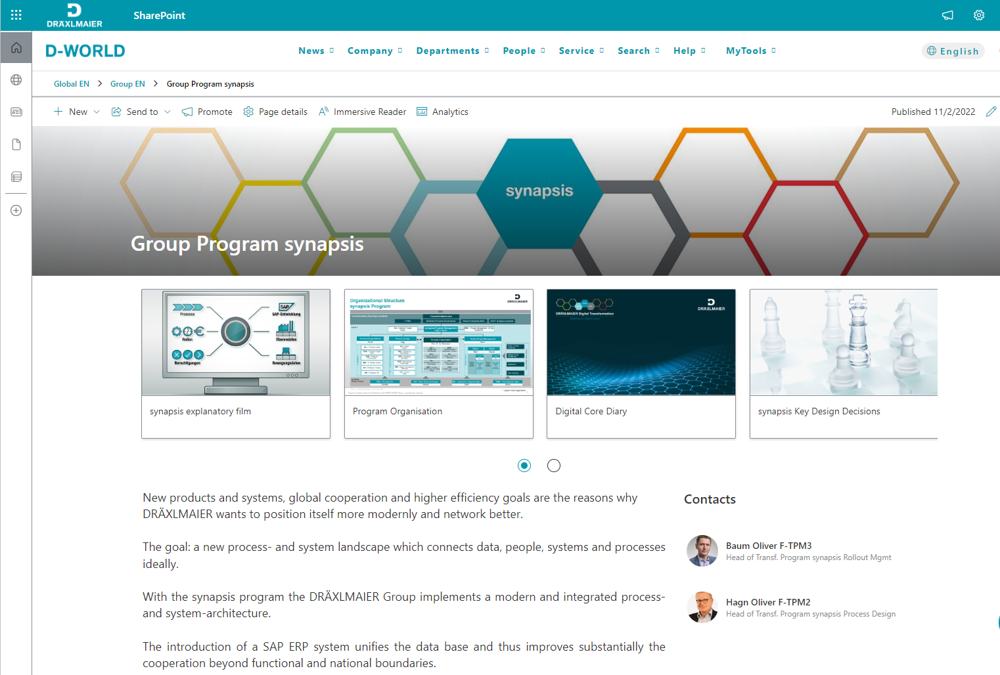 DRÄXLMAIER
SharePoint
D-WORLD
News
Company
Departments
People
Service
Search
Help
MyTools
English
Global EN
Group EN
Group Program synapsis
New
Send to
Promote
Page details
Immersive Reader
Analytics
Published 11/2/2022
synapsis
Group Program synapsis
Prozesse
Rollen
Berechtigungen
SAP
SAP-Entwicklung
Stammdaten
Bewegungsdaten
synapsis explanatory film
Organizational Structure
synapsis Program
DRÄXLMAIER
Program Organisation
DRÄXLMAIER Digital Transformation
DRÄXLMAIER
Digital Core Diary
synapsis Key Design Decisions
New products and systems, global cooperation and higher efficiency goals are the reasons why
DRÄXLMAIER wants to position itself more modernly and network better.
The goal: a new process- and system landscape which connects data, people, systems and processes
ideally.
With the synapsis program the DRÄXLMAIER Group implements a modern and integrated process-
and system-architecture.
The introduction of a SAP ERP system unifies the data base and thus improves substantially the
cooperation beyond functional and national boundaries.
Contacts
Baum Oliver F-TPM3
Head of Transf. Program synapsis Rollout Mgmt
Hagn Oliver F-TPM2
Head of Transf. Program synapsis Process Design